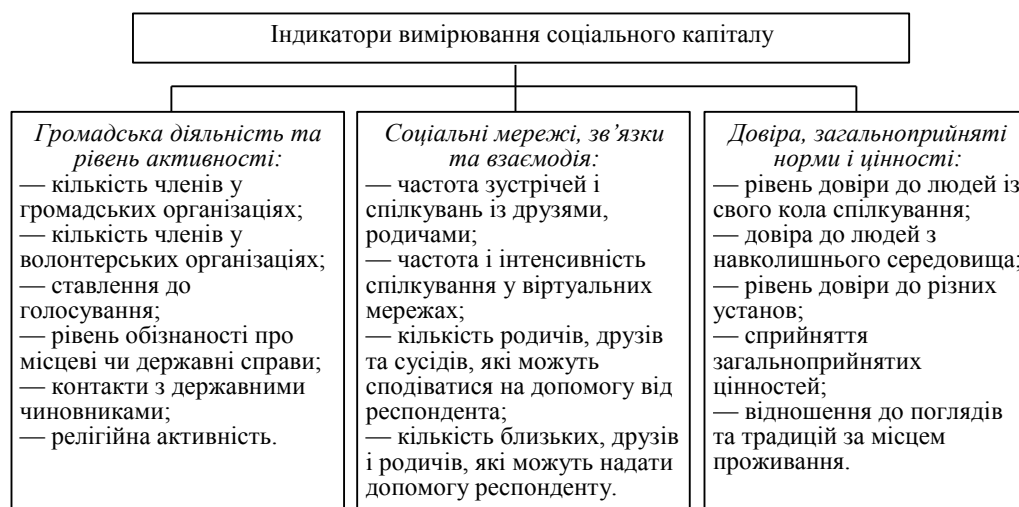 Індикатори вимірювання соціального капіталу
Громадська діяльність та
рівень активності:
— кількість членів у
громадських організаціях;
— кількість членів у
волонтерських організаціях;
— ставлення до
голосування;
— рівень обізнаності про
місцеві чи державні справи;
— контакти з державними
чиновниками;
— релігійна активність.
Соціальні мережі, зв’язки
та взаємодія:
— частота зустрічей і
спілкувань із друзями,
родичами;
— частота і інтенсивність
спілкування у віртуальних
мережах;
— кількість родичів, друзів
та сусідів, які можуть
сподіватися на допомогу від
респондента;
— кількість близьких, друзів
і родичів, які можуть надати
допомогу респонденту.
Довіра, загальноприйняті
норми і цінності:
— рівень довіри до людей із
свого кола спілкування;
— довіра до людей з
навколишнього середовища;
— рівень довіри до різних
установ;
— сприйняття
загальноприйнятих
цінностей;
— відношення до поглядів
та традицій за місцем
проживання.